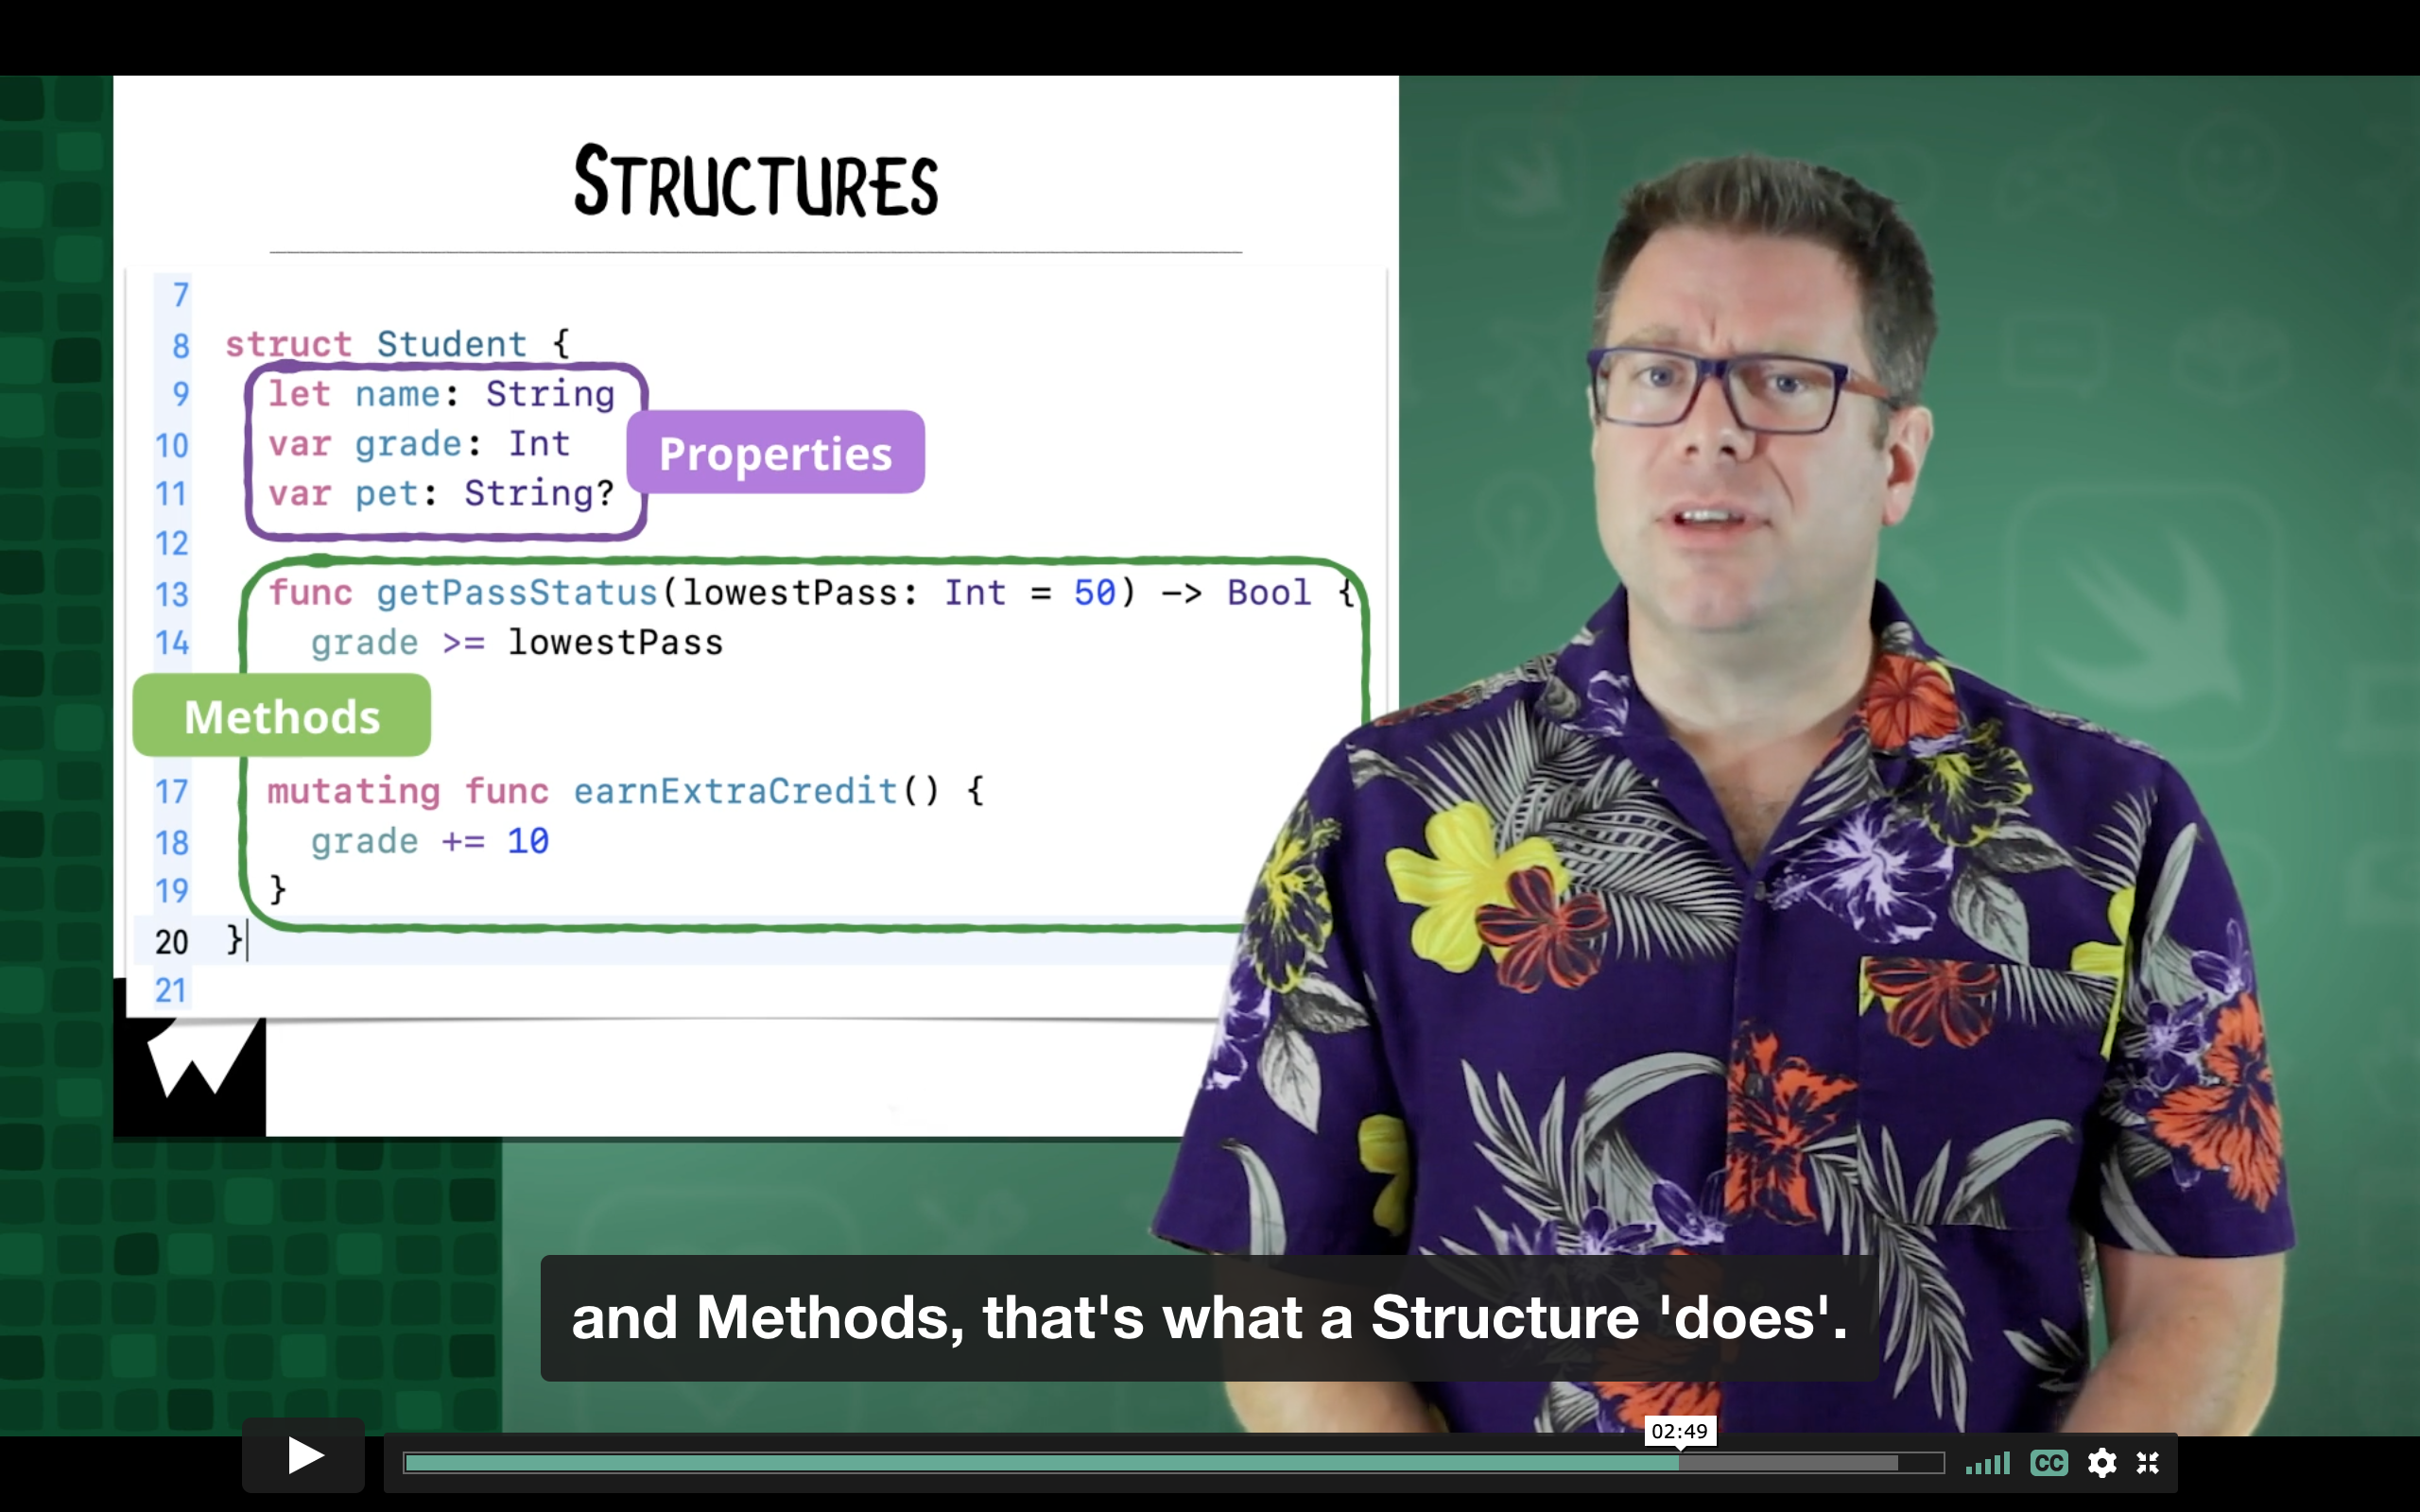 STRUCTURES
7
8 struct Student {
9 let name: String
10 var grade: Int
11 var pet: String?
Properties
12
13 func getPassStatus(lowestPass: Int = 50) -> Bool {
14 grade >= lowestPass
Methods
17 mutating func earnExtraCredit() {
18 grade += 10
19 }
20 }
21
and Methods, that's what a Structure 'does'.
02:49
CC